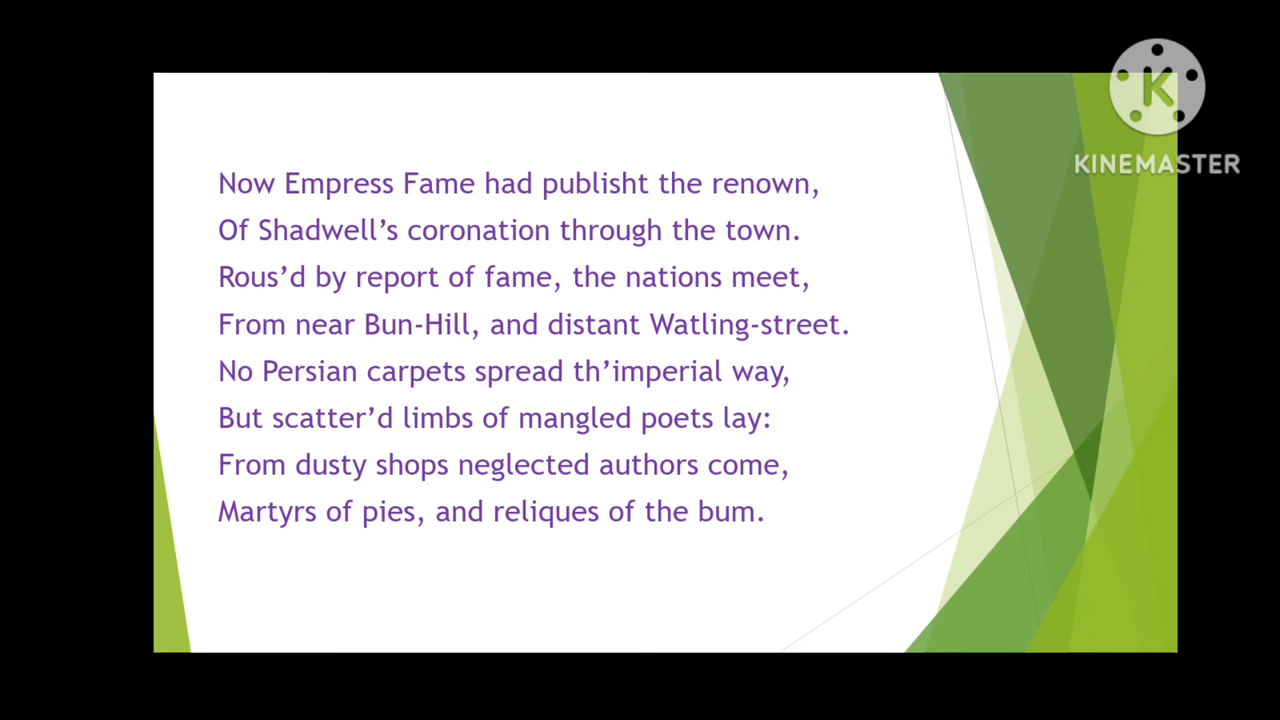 KINEMASTER
Now Empress Fame had publisht the renown,
Of Shadwell’s coronation through the town.
Rous’d by report of fame, the nations meet,
From near Bun-Hill, and distant Watling-street.
No Persian carpets spread th’imperial way,
But scatter’d limbs of mangled poets lay:
From dusty shops neglected authors come,
Martyrs of pies, and reliques of the bum.